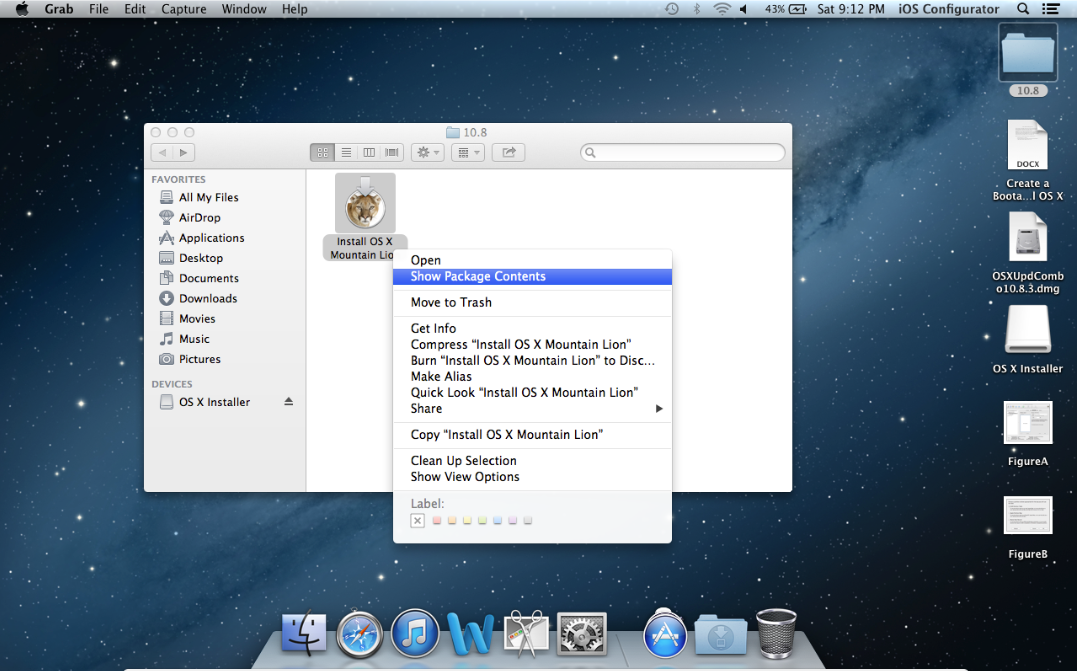 Grab File Edit Capture Window Help 43% Sat 9:12 PM iOS Configurator
10.8
10.8
FAVORITES
All My Files
AirDrop
Applications
Desktop
Documents
Downloads
Movies
Music
Pictures
DEVICES
OS X Installer
Install OS X
Mountain Lio
Open
Show Package Contents
Move to Trash
Get Info
Compress “Install OS X Mountain Lion”
Burn “Install OS X Mountain Lion” to Disc...
Make Alias
Quick Look “Install OS X Mountain Lion”
Share
Copy “Install OS X Mountain Lion”
Clean Up Selection
Show View Options
Label:
DOCX
Create a
Boota...l OS X
OSXUpdComb
o10.8.3.dmg
OS X Installer
FigureA
FigureB